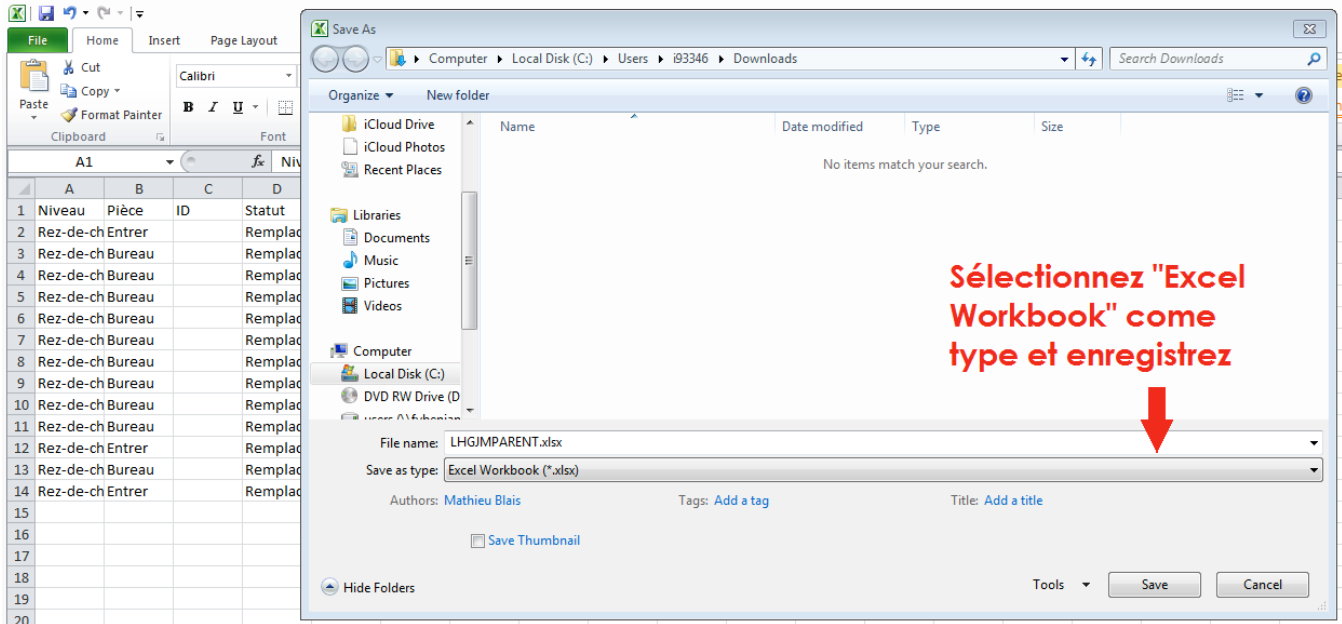 File Home Insert Page Layout
Cut
Copy
Paste
Format Painter
Clipboard
Calibri
B I U
Font
A1
fx
A B C D
1 Niveau Pièce ID Statut
2 Rez-de-ch Entrer Remplac
3 Rez-de-ch Bureau Remplac
4 Rez-de-ch Bureau Remplac
5 Rez-de-ch Bureau Remplac
6 Rez-de-ch Bureau Remplac
7 Rez-de-ch Bureau Remplac
8 Rez-de-ch Bureau Remplac
9 Rez-de-ch Bureau Remplac
10 Rez-de-ch Bureau Remplac
11 Rez-de-ch Bureau Remplac
12 Rez-de-ch Entrer Remplac
13 Rez-de-ch Bureau Remplac
14 Rez-de-ch Entrer Remplac
15
16
17
18
19
20
Save As
Computer Local Disk (C:) Users i93346 Downloads
Search Downloads
Organize New folder
iCloud Drive
iCloud Photos
Recent Places
Libraries
Documents
Music
Pictures
Videos
Computer
Local Disk (C:)
DVD RW Drive (D
Name Date modified Type Size
No items match your search.
Sélectionnez "Excel
Workbook" come
type et enregistrez
File name: LHGJMPARENT.xlsx
Save as type: Excel Workbook (*.xlsx)
Authors: Mathieu Blais Tags: Add a tag Title: Add a title
Save Thumbnail
Hide Folders
Tools Save Cancel